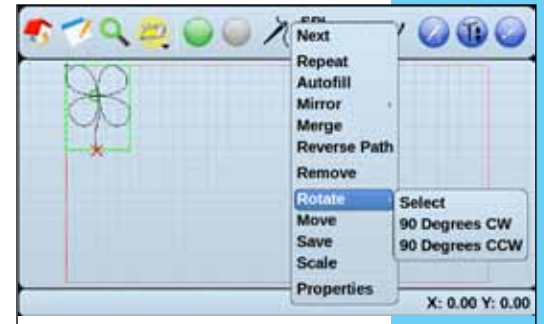 Next
Repeat
Autofill
Mirror
Merge
Reverse Path
Remove
Rotate
Select
Move
90 Degrees CW
Save
90 Degrees CCW
Scale
Properties
X: 0.00 Y: 0.00